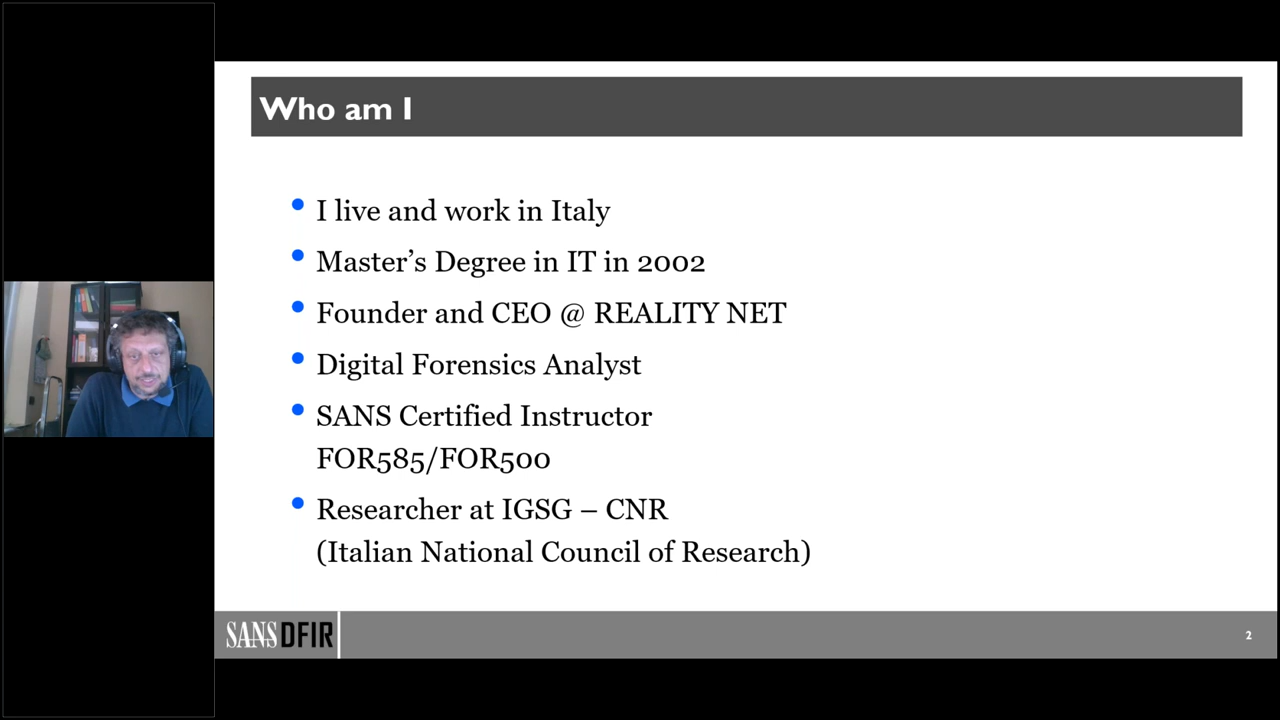 Who am I
I live and work in Italy
Master’s Degree in IT in 2002
Founder and CEO @ REALITY NET
Digital Forensics Analyst
SANS Certified Instructor
FOR585/FOR500
Researcher at IGSG – CNR
(Italian National Council of Research)
SANS DFIR
2